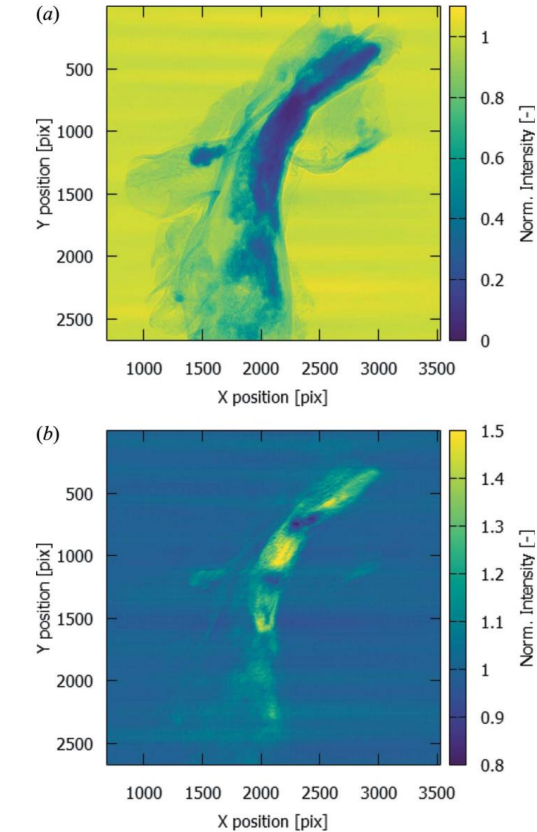 (a)
500
1000
1500
2000
2500
Y position [pix]
1000 1500 2000 2500 3000 3500
X position [pix]
1
0.8
0.6
0.4
0.2
0
Norm. Intensity [-]
(b)
500
1000
1500
2000
2500
Y position [pix]
1000 1500 2000 2500 3000 3500
X position [pix]
1.5
1.4
1.3
1.2
1.1
1
0.9
0.8
Norm. Intensity [-]